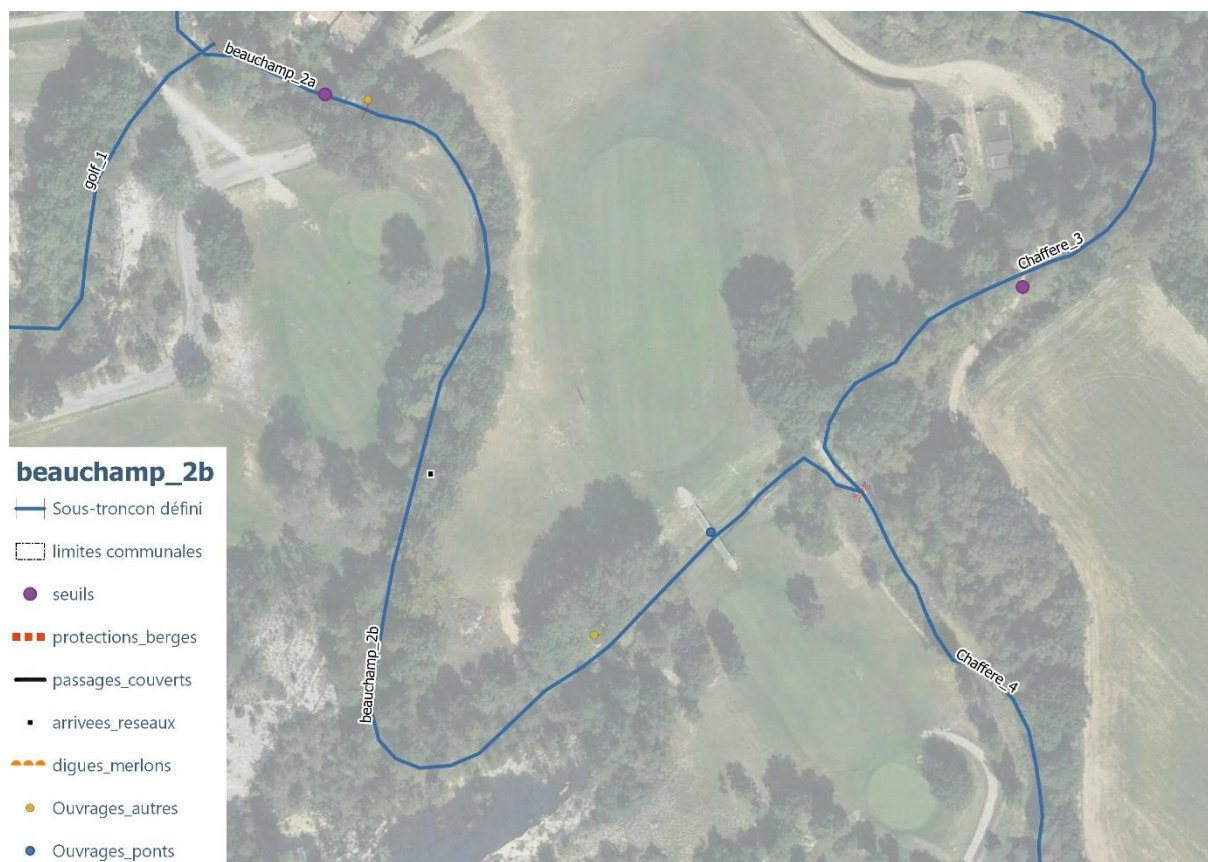 beauchamp_2a
golf_1
Chaffere_3
beauchamp_2b
Chaffere_4
beauchamp_2b
Sous-troncon défini
limites communales
seuils
protections_berges
passages_couverts
arrivees_reseaux
digues_merlons
Ouvrages_autres
Ouvrages_ponts